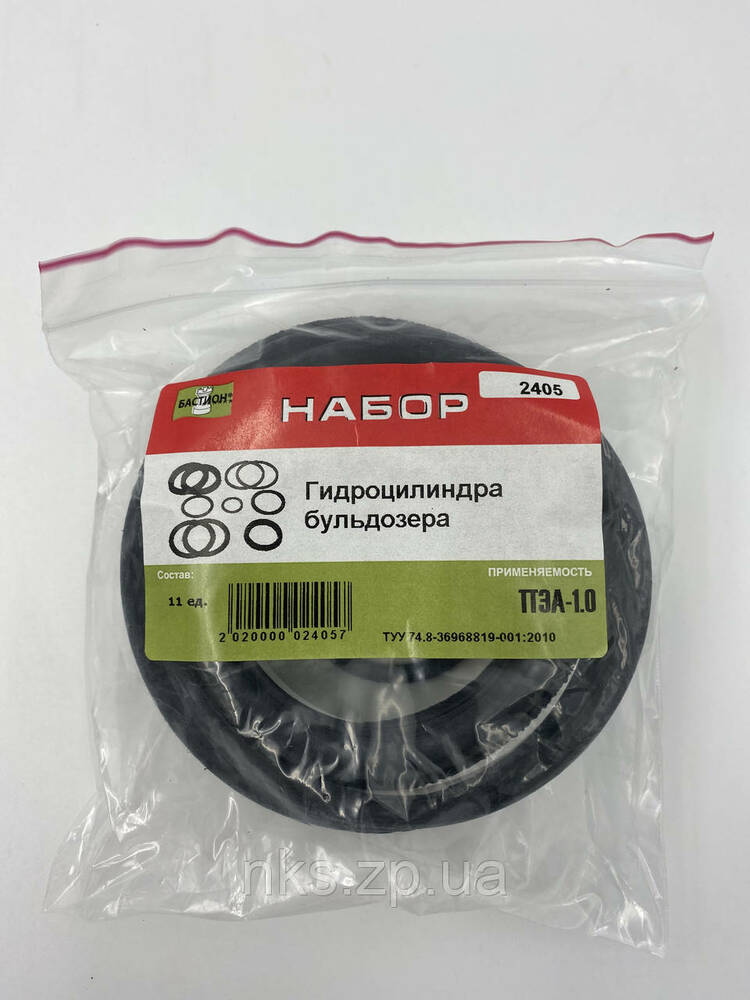 БАСТИОН®
НАБОР
2405
Гидроцилиндра
бульдозера
Состав:
ПРИМЕНЯЕМОСТЬ
11 ед.
ПЭА-1.0
2 020000 024057
ТУУ 74.8-36968819-001:2010
nks.zp.ua